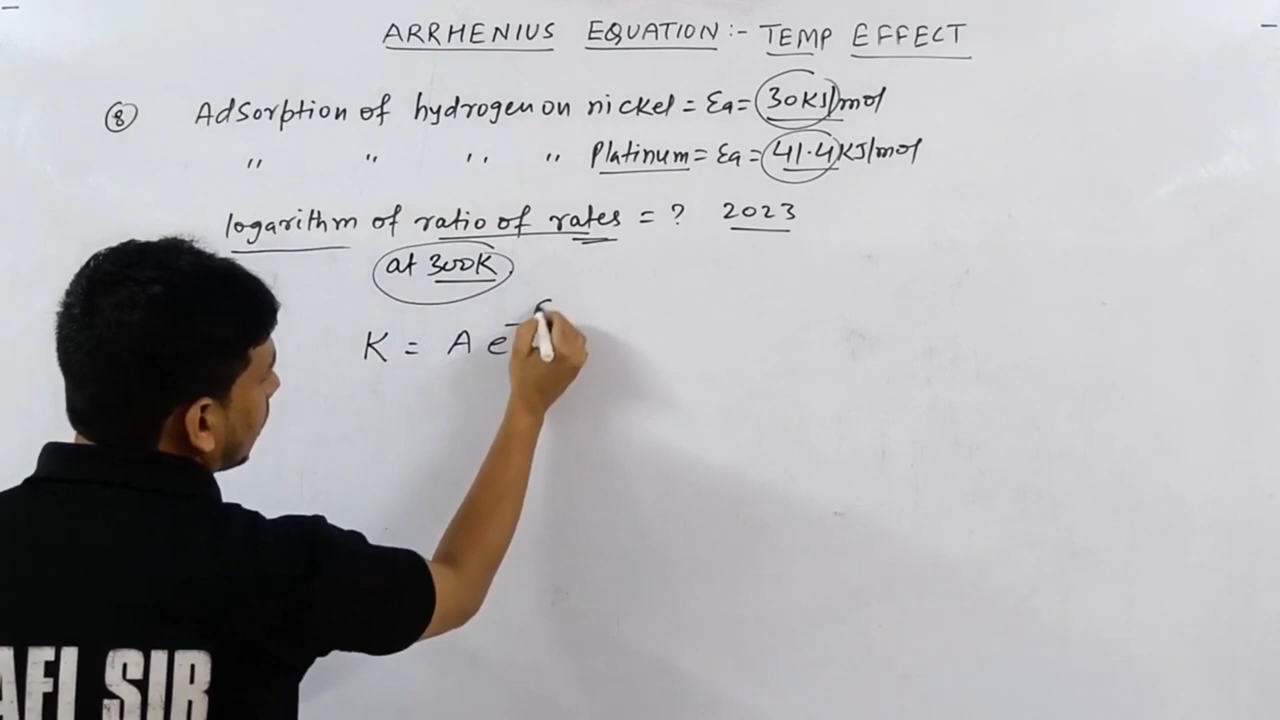 ARRHENIUS EQUATION :- TEMP EFFECT
⑧ Adsorption of hydrogen on nickel = Ea = 30KJ/mol
" " " " Platinum = Ea = 41.4 KJ/mol
logarithm of ratio of rates = ? 2023
at 300K
K = A e-
SIR